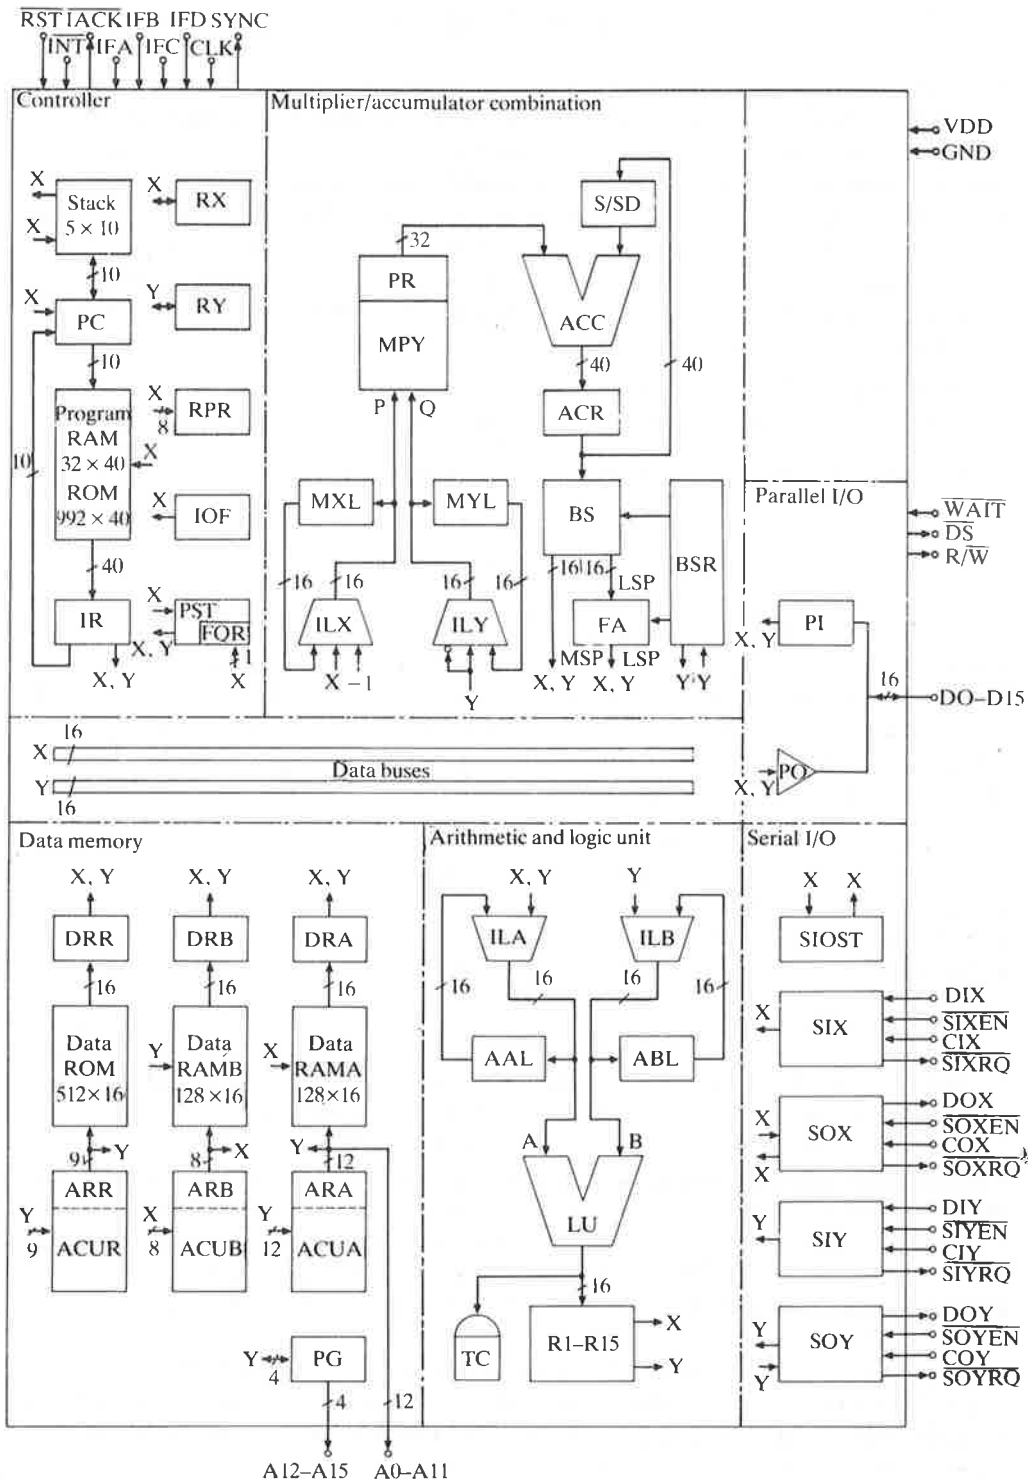 RST IACK IFB IFD SYNC
INT IFA IFC CLK
Controller
Multiplier/accumulator combination
VDD
GND
X
Stack
5 × 10
X
X
RX
10
X
PC
Y
RY
10
Program
RAM
32 × 40
ROM
992 × 40
X
X
8
RPR
10
X
IOF
40
IR
X, Y
X
PST
FOR
X, Y
1
X
32
PR
MPY
P
Q
S/SD
ACC
40
40
ACR
MXL
MYL
BS
BSR
16
16
16
16
16
16
LSP
ILX
ILY
FA
X −1
Y
MSP
LSP
X, Y
X, Y
Y Y
Parallel I/O
WAIT
DS
R/W
PI
X, Y
16
DO–D15
PO
X, Y
16
X
Data buses
Y
16
Data memory
X, Y
X, Y
X, Y
DRR
DRB
DRA
16
16
16
Data
ROM
512 × 16
Y
Data
RAMB
128 × 16
X
Data
RAMA
128 × 16
9
Y
8
X
Y
12
ARR
ARB
ARA
Y
9
ACUR
X
8
ACUB
Y
12
ACUA
Y
4
PG
4
12
A12–A15
A0–A11
Arithmetic and logic unit
X, Y
Y
ILA
ILB
16
16
16
16
AAL
ABL
A
B
LU
16
TC
R1–R15
X
Y
Serial I/O
X
X
SIOST
X
SIX
DIX
SIXEN
CIX
SIXRQ
X
X
SOX
DOX
SOXEN
COX
SOXRQ
Y
SIY
DIY
SIYEN
CIY
SIYRQ
Y
Y
SOY
DOY
SOYEN
COY
SOYRQ